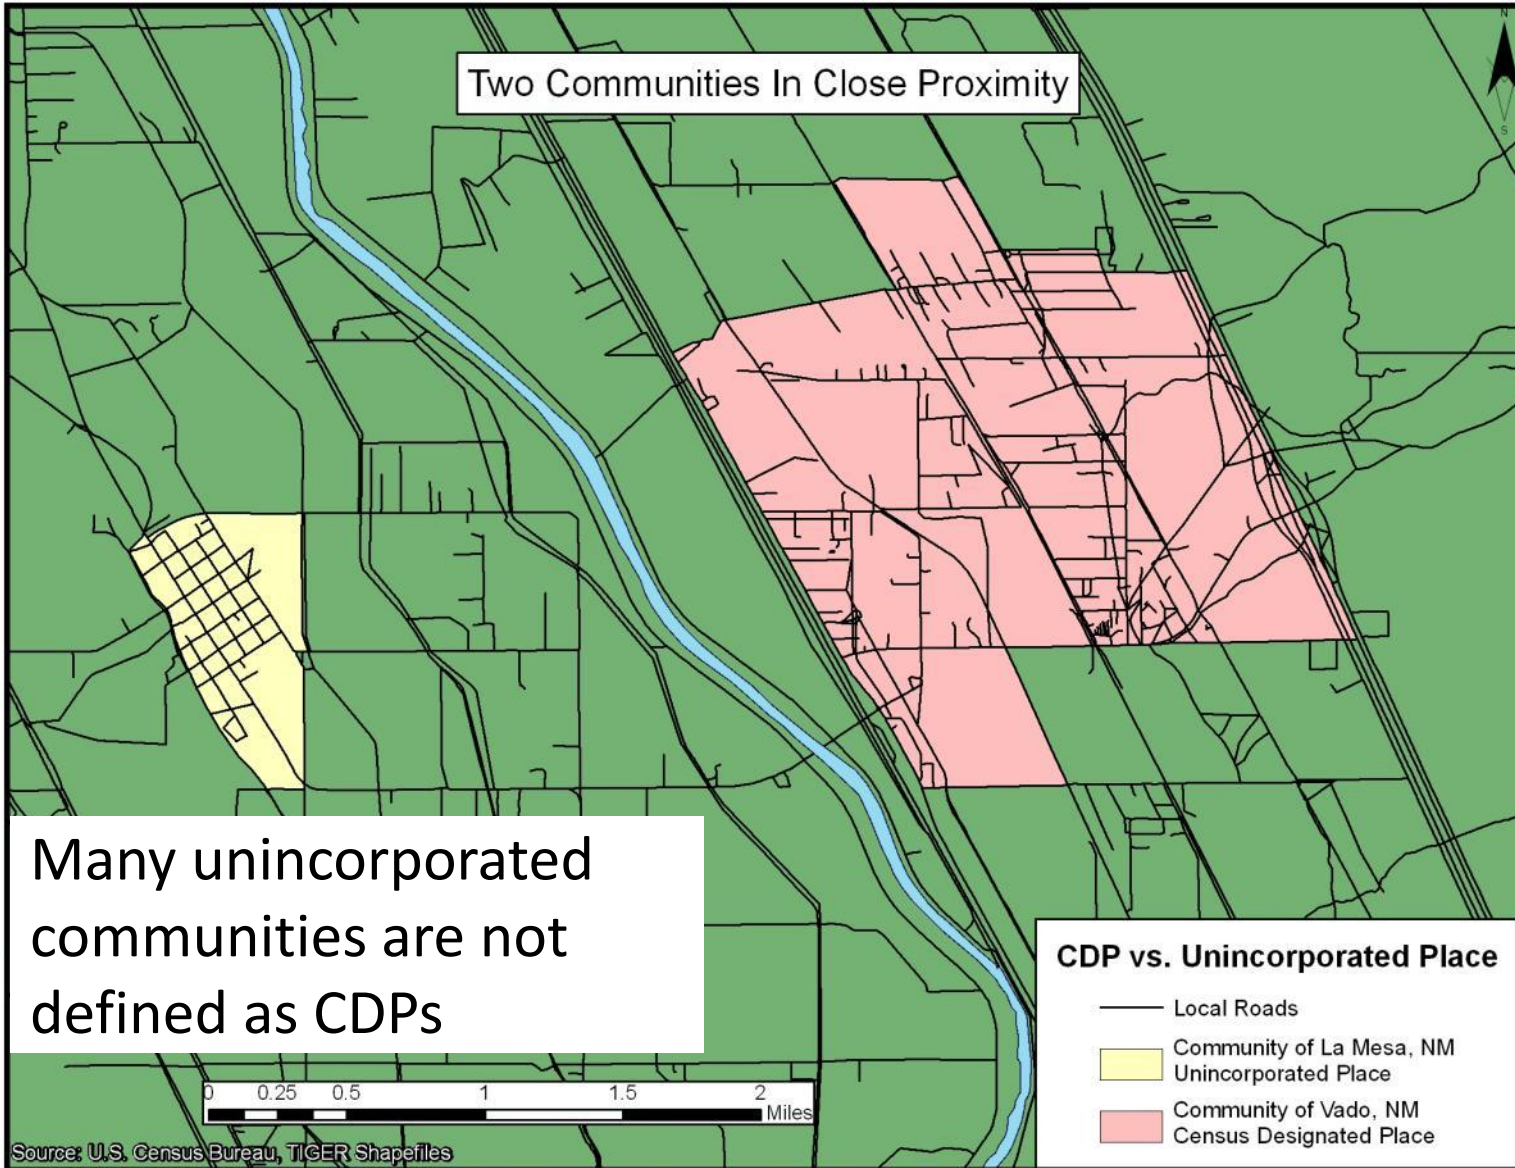 N
S
Two Communities In Close Proximity
Many unincorporated
communities are not
defined as CDPs
CDP vs. Unincorporated Place
Local Roads
Community of La Mesa, NM
Unincorporated Place
Community of Vado, NM
Census Designated Place
0 0.25 0.5 1 1.5 2
Miles
Source: U.S. Census Bureau, TIGER Shapefiles